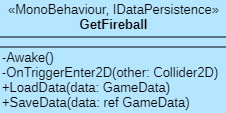 «MonoBehaviour, IDataPersistence»
GetFireball
-Awake()
-OnTriggerEnter2D(other: Collider2D)
+LoadData(data: GameData)
+SaveData(data: ref GameData)